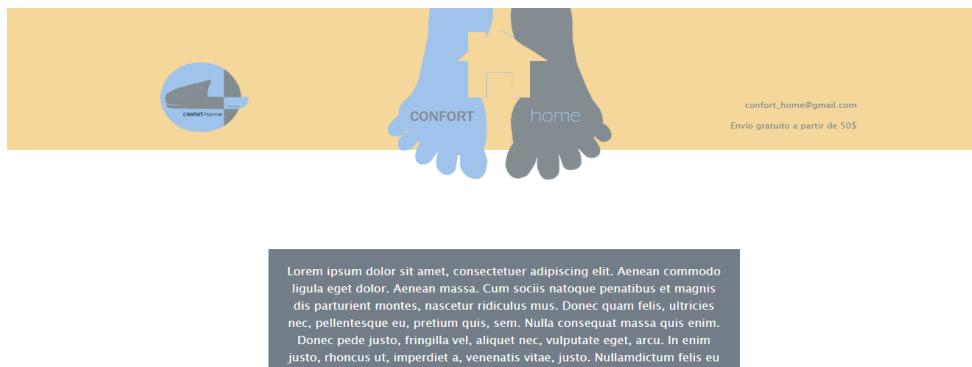 confort home
CONFORT home
confort_home@gmail.com
Envío gratuito a partir de 50$
Lorem ipsum dolor sit amet, consectetuer adipiscing elit. Aenean commodo
ligula eget dolor. Aenean massa. Cum sociis natoque penatibus et magnis
dis parturient montes, nascetur ridiculus mus. Donec quam felis, ultricies
nec, pellentesque eu, pretium quis, sem. Nulla consequat massa quis enim.
Donec pede justo, fringilla vel, aliquet nec, vulputate eget, arcu. In enim
justo, rhoncus ut, imperdiet a, venenatis vitae, justo. Nullamdictum felis eu